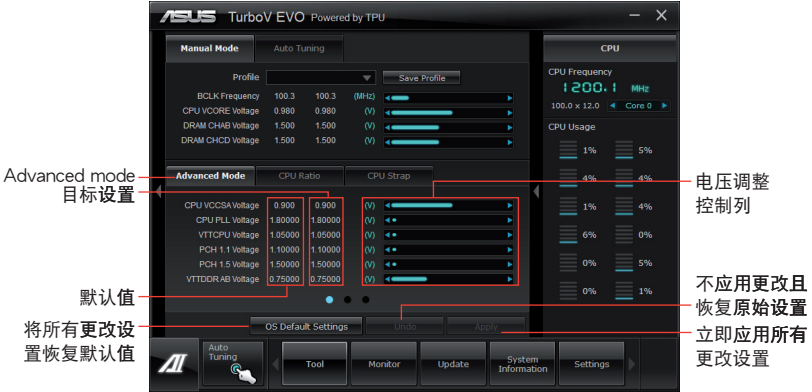 ASUS TurboV EVO Powered by TPU
Manual Mode Auto Tuning
Profile Save Profile
BCLK Frequency 100.3 100.3 (MHz)
CPU VCORE Voltage 0.980 0.980 (V)
DRAM CHAB Voltage 1.500 1.500 (V)
DRAM CHCD Voltage 1.500 1.500 (V)
Advanced Mode CPU Ratio CPU Strap
CPU VCCSA Voltage 0.900 0.900 (V)
CPU PLL Voltage 1.80000 1.80000 (V)
VTTCPU Voltage 1.05000 1.05000 (V)
PCH 1.1 Voltage 1.10000 1.10000 (V)
PCH 1.5 Voltage 1.50000 1.50000 (V)
VTTDDR AB Voltage 0.75000 0.75000 (V)
OS Default Settings Undo Apply
Auto
Tuning
Tool Monitor Update System
Information Settings
CPU
CPU Frequency
1200.1 MHz
100.0 x 12.0 Core 0
CPU Usage
1% 5%
4% 4%
1% 4%
6% 0%
0% 5%
0% 1%
Advanced mode
目标设置
默认值
将所有更改设
置恢复默认值
电压调整
控制列
不应用更改且
恢复原始设置
立即应用所有
更改设置